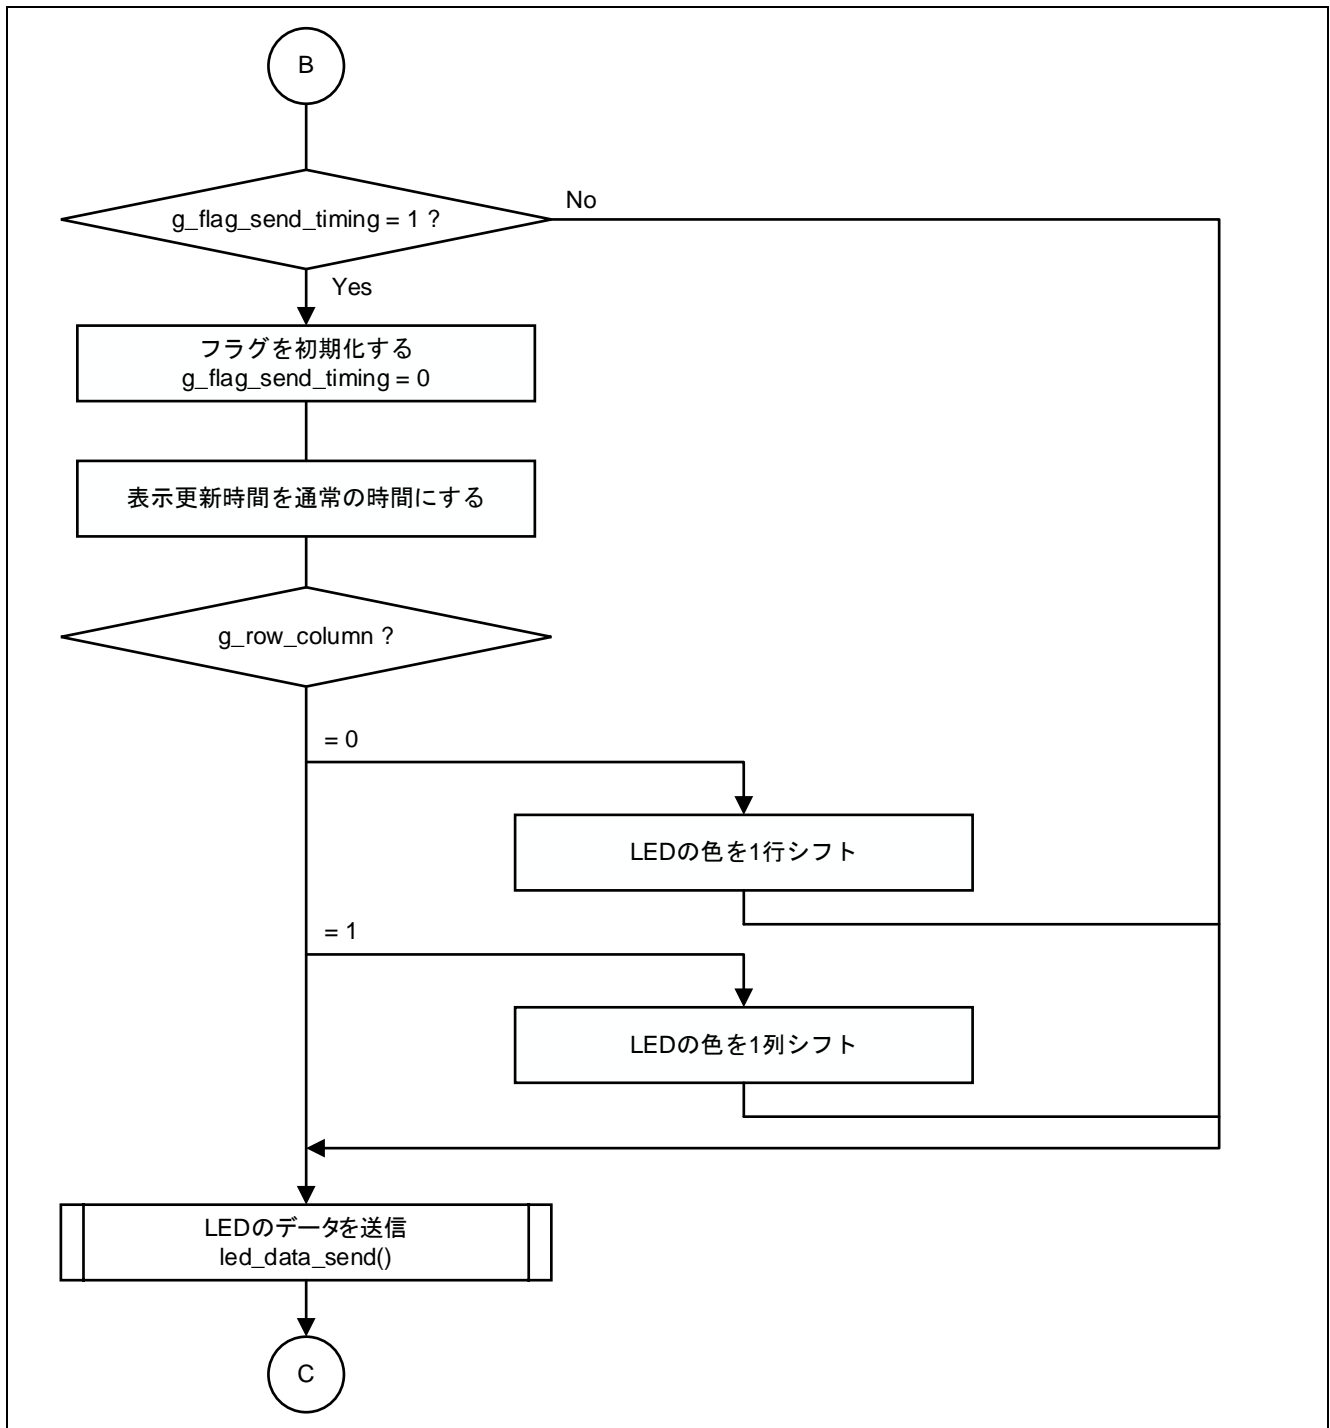 B
g_flag_send_timing = 1 ?
No
Yes
フラグを初期化する
g_flag_send_timing = 0
表示更新時間を通常の時間にする
g_row_column ?
= 0
LEDの色を1行シフト
= 1
LEDの色を1列シフト
LEDのデータを送信
led_data_send()
C